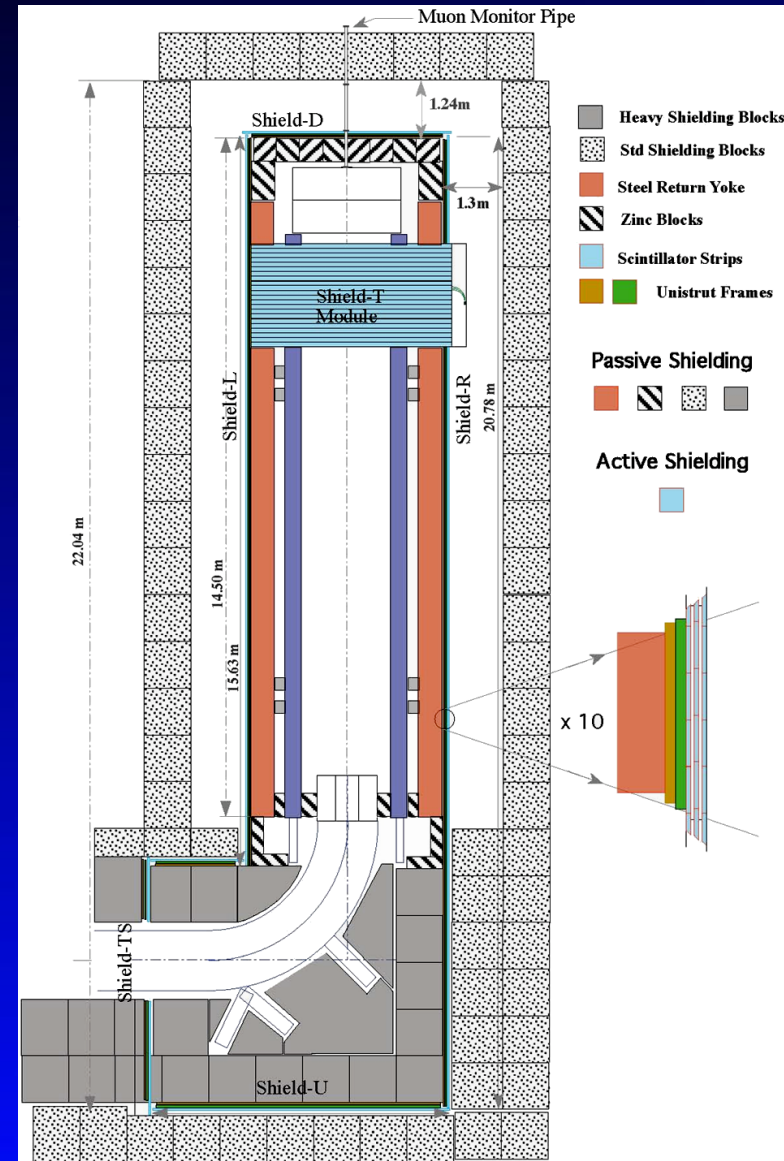 Muon Monitor Pipe
1.24m
Shield-D
Heavy Shielding Blocks
Std Shielding Blocks
Steel Return Yoke
Zinc Blocks
Scintillator Strips
Unistrut Frames
1.3m
Shield-T
Module
Passive Shielding
Active Shielding
Shield-L
Shield-R
20.78 m
22.04 m
14.50 m
15.63 m
x 10
Shield-TS
Shield-U